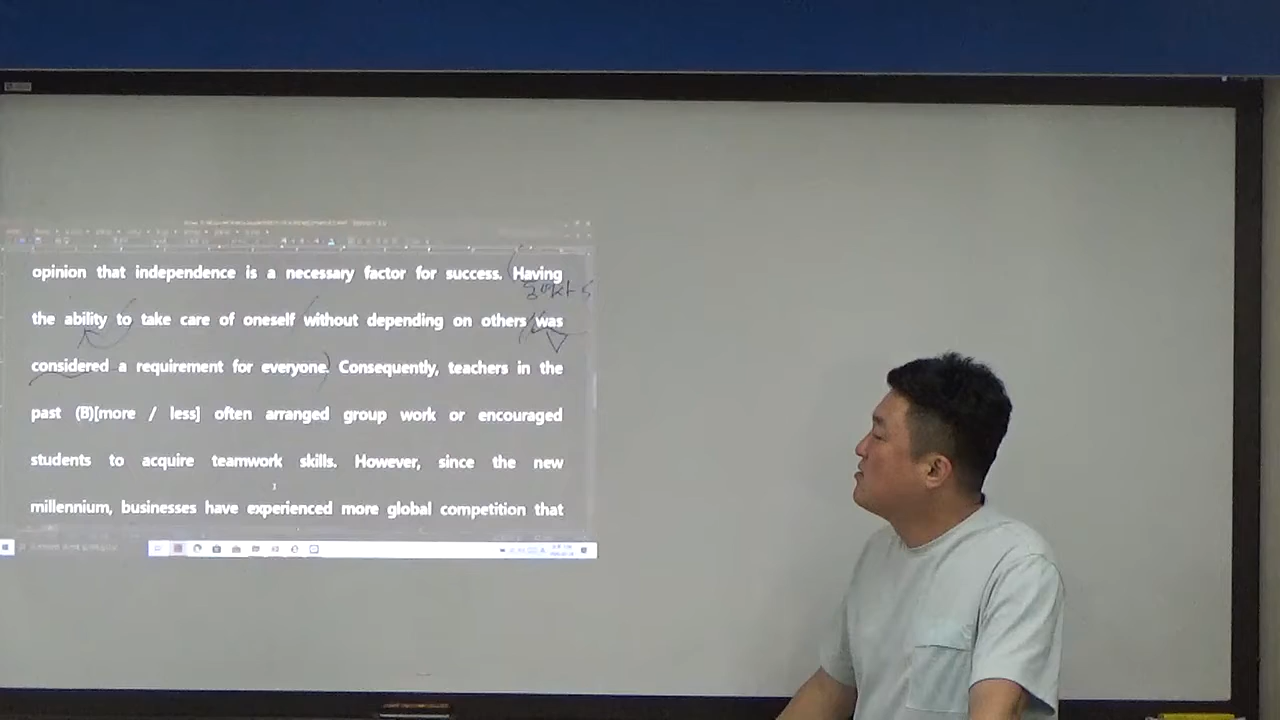 opinion that independence is a necessary factor for success. Having
the ability to take care of oneself without depending on others was
considered a requirement for everyone. Consequently, teachers in the
past (B)[more / less] often arranged group work or encouraged
students to acquire teamwork skills. However, since the new
millennium, businesses have experienced more global competition that